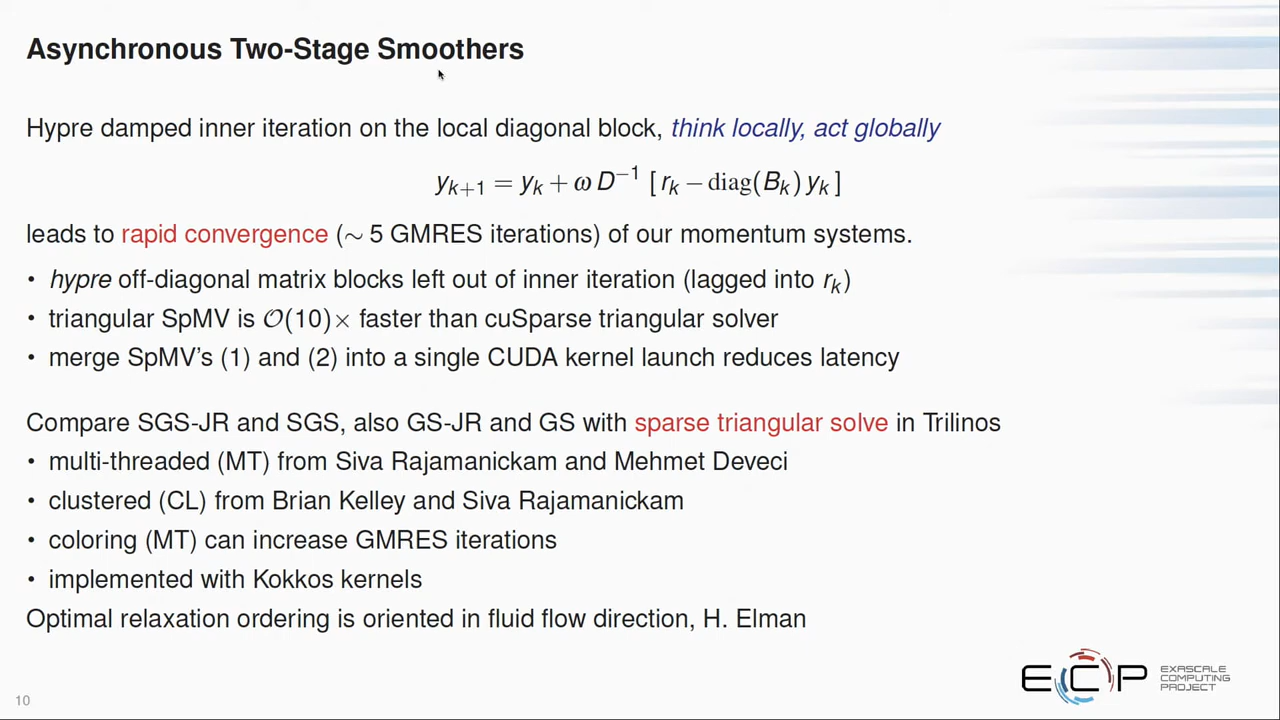 Asynchronous Two-Stage Smoothers
Hypre damped inner iteration on the local diagonal block, think locally, act globally
y_{k+1} = y_k + ω D^{-1} [ r_k − diag(B_k) y_k ]
leads to rapid convergence (∼ 5 GMRES iterations) of our momentum systems.
• hypre off-diagonal matrix blocks left out of inner iteration (lagged into r_k)
• triangular SpMV is O(10)× faster than cuSparse triangular solver
• merge SpMV's (1) and (2) into a single CUDA kernel launch reduces latency
Compare SGS-JR and SGS, also GS-JR and GS with sparse triangular solve in Trilinos
• multi-threaded (MT) from Siva Rajamanickam and Mehmet Deveci
• clustered (CL) from Brian Kelley and Siva Rajamanickam
• coloring (MT) can increase GMRES iterations
• implemented with Kokkos kernels
Optimal relaxation ordering is oriented in fluid flow direction, H. Elman
ECP
EXASCALE
COMPUTING
PROJECT
10